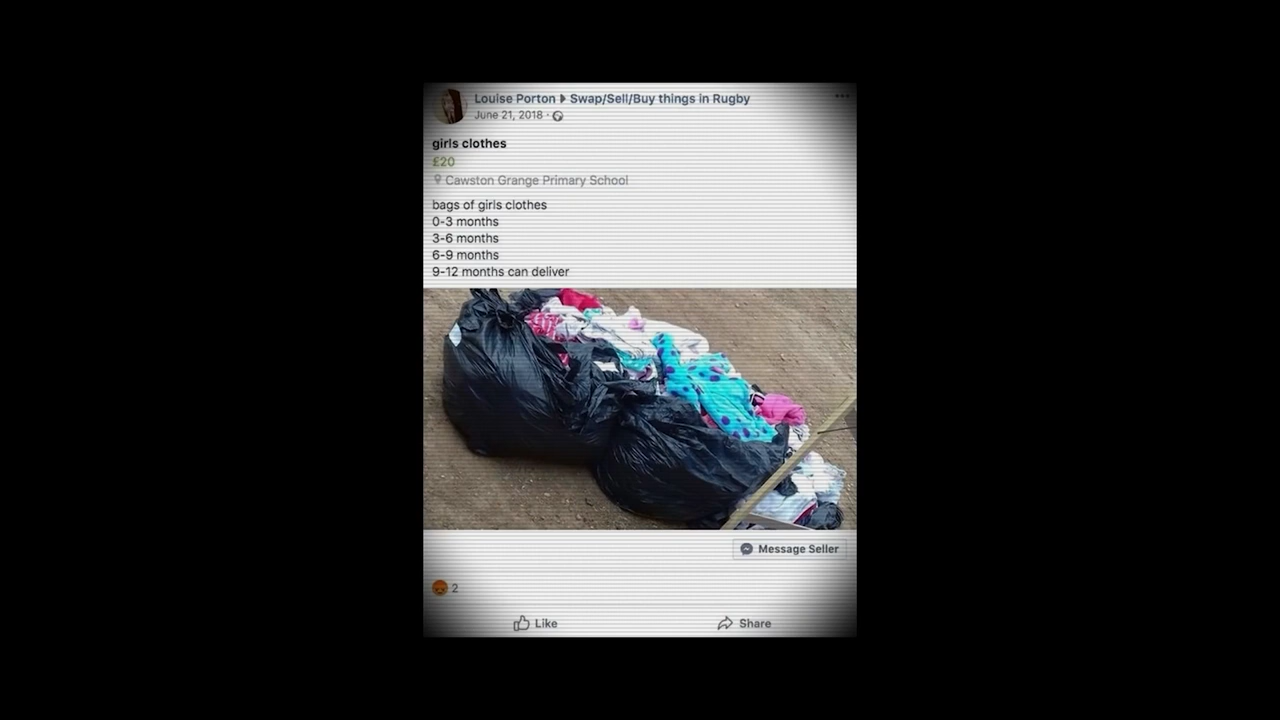 Louise Porton ▸ Swap/Sell/Buy things in Rugby
June 21, 2018 ·
girls clothes
£20
Cawston Grange Primary School
bags of girls clothes
0-3 months
3-6 months
6-9 months
9-12 months can deliver
Message Seller
2
Like
Share